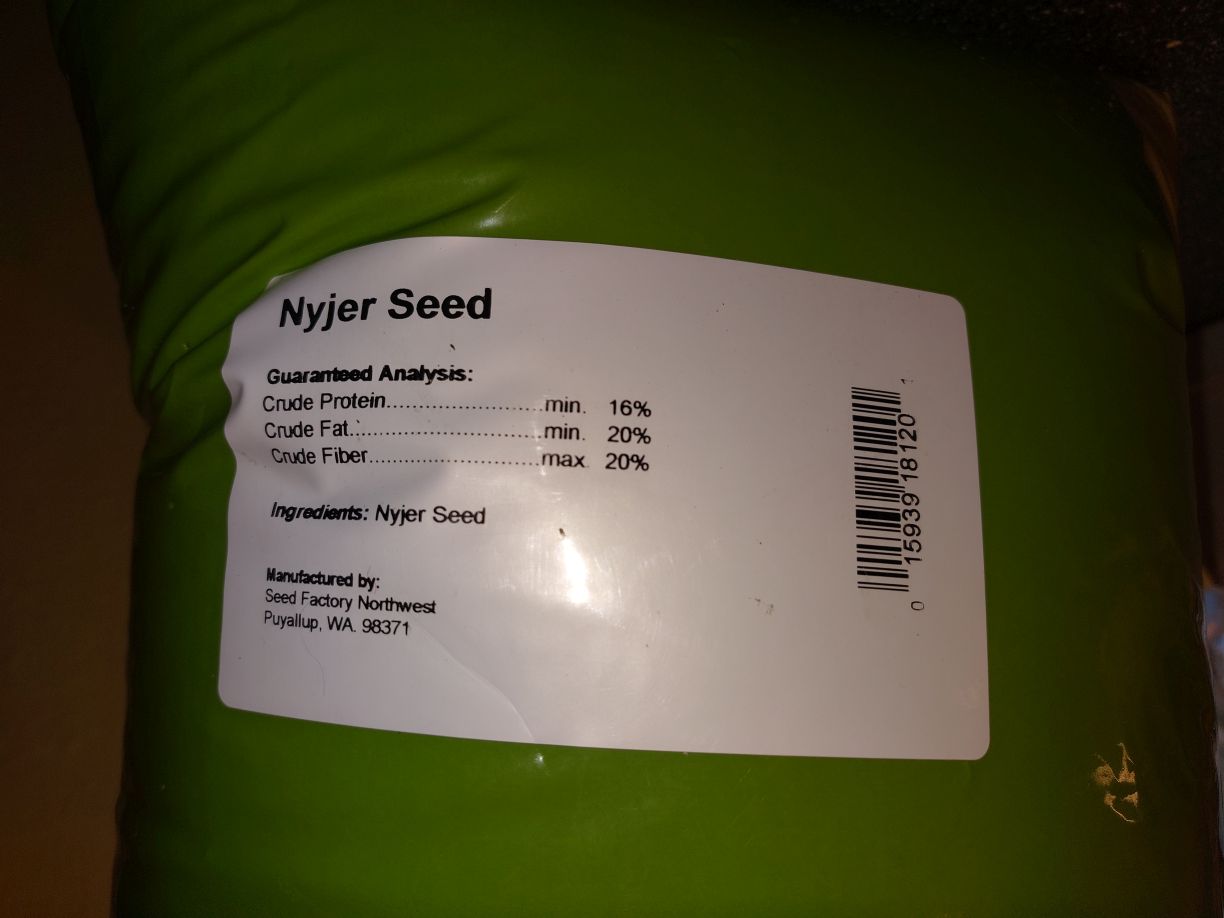 Nyjer Seed
Guaranteed Analysis:
Crude Protein........................min. 16%
Crude Fat..............................min. 20%
Crude Fiber..........................max. 20%
Ingredients: Nyjer Seed
Manufactured by:
Seed Factory Northwest
Puyallup, WA. 98371
0 15939 18120 1